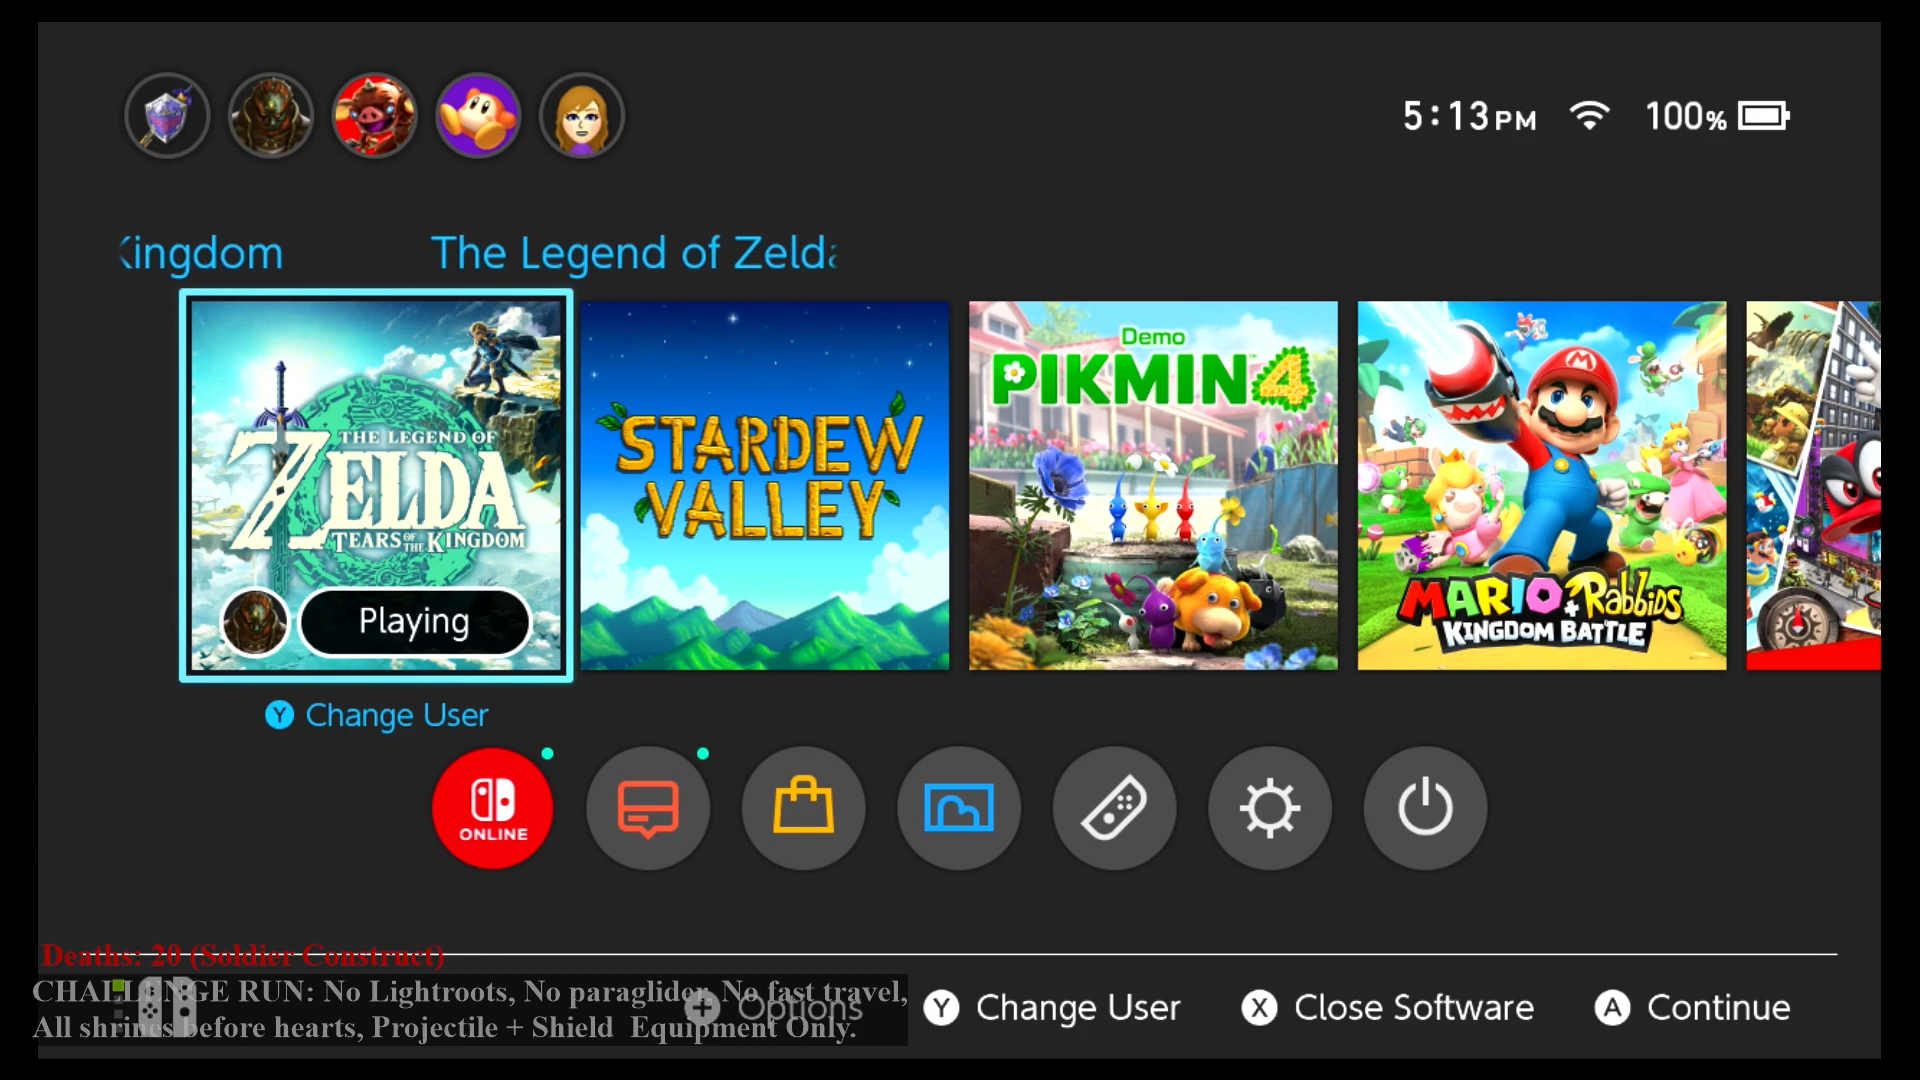 5:13PM 100%
Kingdom The Legend of Zelda
THE LEGEND OF
ZELDA
TEARS OF THE KINGDOM
Playing
STARDEW
VALLEY
Demo
PIKMIN 4
MARIO + Rabbids
KINGDOM BATTLE
Y Change User
ONLINE
Deaths: 20 (Soldier Construct)
CHALLENGE RUN: No Lightroots, No paraglider, No fast travel,
All shrines before hearts, Projectile + Shield Equipment Only.
+ Options Y Change User X Close Software A Continue